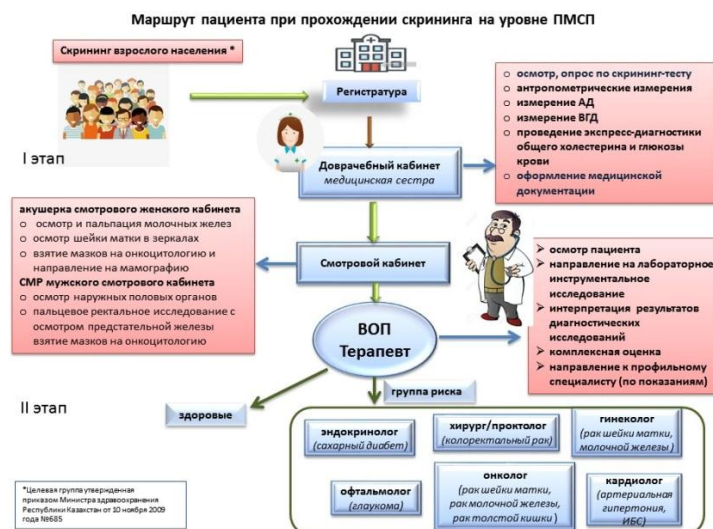 Маршрут пациента при прохождении скрининга на уровне ПМСП
Скрининг взрослого населения *
Регистратура
I этап
Доврачебный кабинет
медицинская сестра
o осмотр, опрос по скрининг-тесту
o антропометрические измерения
o измерение АД
o измерение ВГД
o проведение экспресс-диагностики
общего холестерина и глюкозы
крови
o оформление медицинской
документации
акушерка смотрового женского кабинета
o осмотр и пальпация молочных желез
o осмотр шейки матки в зеркалах
o взятие мазков на онкоцитологию и
направление на мамографию
СМР мужского смотрового кабинета
o осмотр наружных половых органов
o пальцевое ректальное исследование с
осмотром предстательной железы
взятие мазков на онкоцитологию
Смотровой кабинет
➢ осмотр пациента
➢ направление на лабораторное
инструментальное
исследование
➢ интерпретация результатов
диагностических
исследований
➢ комплексная оценка
➢ направление к профильному
специалисту (по показаниям)
ВОП
Терапевт
II этап
здоровые
группа риска
эндокринолог
(сахарный диабет)
хирург/проктолог
(колоректальный рак)
гинеколог
(рак шейки матки,
молочной железы )
офтальмолог
(глаукома)
онколог
(рак шейки матки,
рак молочной железы,
рак толстой кишки )
кардиолог
(артериальная
гипертония,
ИБС)
*Целевая группа утвержденная
приказом Министра здравоохранения
Республики Казахстан от 10 ноября 2009
года №685